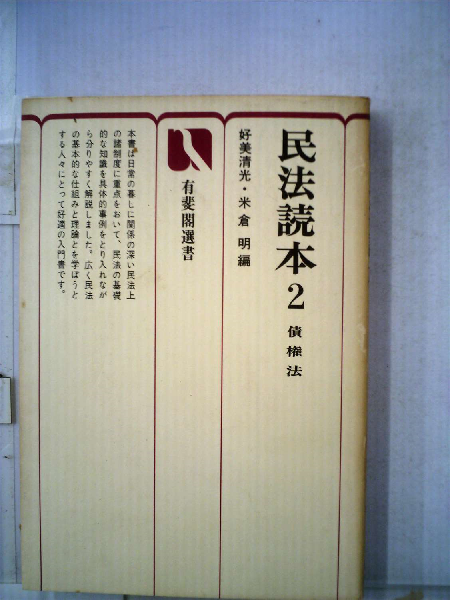 民法読本2 債権法
好美清光・米倉 明編
有斐閣選書
本書は日常の暮しに関係の深い民法上
の諸制度に重点をおいて、民法の基礎
的な知識を具体的事例をとり入れなが
ら分りやすく解説しました。広く民法
の基本的な仕組みと理論とを学ぼうと
する人々にとって好適の入門書です。